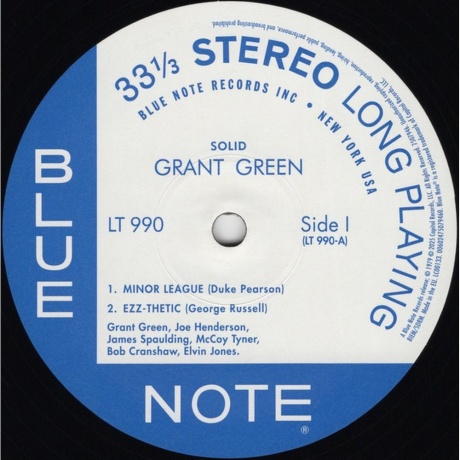 33⅓ STEREO LONG PLAYING
BLUE NOTE RECORDS INC • NEW YORK USA
SOLID
GRANT GREEN
LT 990
Side I
(LT 990-A)
1. MINOR LEAGUE (Duke Pearson)
2. EZZ-THETIC (George Russell)
Grant Green, Joe Henderson,
James Spaulding, McCoy Tyner,
Bob Cranshaw, Elvin Jones.
BLUE
NOTE
®